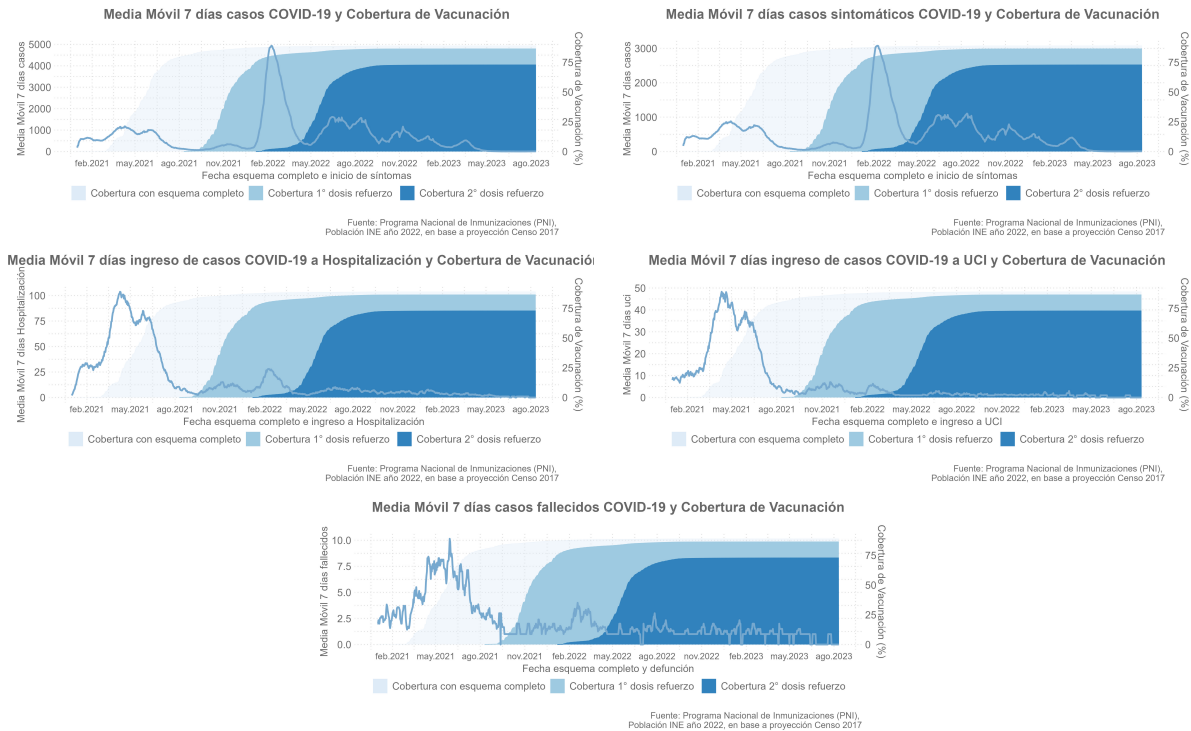 Media Móvil 7 días casos COVID-19 y Cobertura de Vacunación
Media Móvil 7 días casos
5000
4000
3000
2000
1000
0
Cobertura de Vacunación (%)
75
50
25
0
feb.2021 may.2021 ago.2021 nov.2021 feb.2022 may.2022 ago.2022 nov.2022 feb.2023 may.2023 ago.2023
Fecha esquema completo e inicio de síntomas
Cobertura con esquema completo Cobertura 1° dosis refuerzo Cobertura 2° dosis refuerzo
Fuente: Programa Nacional de Inmunizaciones (PNI),
Población INE año 2022, en base a proyección Censo 2017
Media Móvil 7 días casos sintomáticos COVID-19 y Cobertura de Vacunación
Media Móvil 7 días casos
3000
2000
1000
0
Cobertura de Vacunación (%)
75
50
25
0
feb.2021 may.2021 ago.2021 nov.2021 feb.2022 may.2022 ago.2022 nov.2022 feb.2023 may.2023 ago.2023
Fecha esquema completo e inicio de síntomas
Cobertura con esquema completo Cobertura 1° dosis refuerzo Cobertura 2° dosis refuerzo
Fuente: Programa Nacional de Inmunizaciones (PNI),
Población INE año 2022, en base a proyección Censo 2017
Media Móvil 7 días ingreso de casos COVID-19 a Hospitalización y Cobertura de Vacunación
Media Móvil 7 días Hospitalización
100
75
50
25
0
Cobertura de Vacunación (%)
75
50
25
0
feb.2021 may.2021 ago.2021 nov.2021 feb.2022 may.2022 ago.2022 nov.2022 feb.2023 may.2023 ago.2023
Fecha esquema completo e ingreso a Hospitalización
Cobertura con esquema completo Cobertura 1° dosis refuerzo Cobertura 2° dosis refuerzo
Fuente: Programa Nacional de Inmunizaciones (PNI),
Población INE año 2022, en base a proyección Censo 2017
Media Móvil 7 días ingreso de casos COVID-19 a UCI y Cobertura de Vacunación
Media Móvil 7 días uci
50
40
30
20
10
0
Cobertura de Vacunación (%)
75
50
25
0
feb.2021 may.2021 ago.2021 nov.2021 feb.2022 may.2022 ago.2022 nov.2022 feb.2023 may.2023 ago.2023
Fecha esquema completo e ingreso a UCI
Cobertura con esquema completo Cobertura 1° dosis refuerzo Cobertura 2° dosis refuerzo
Fuente: Programa Nacional de Inmunizaciones (PNI),
Población INE año 2022, en base a proyección Censo 2017
Media Móvil 7 días casos fallecidos COVID-19 y Cobertura de Vacunación
Media Móvil 7 días fallecidos
10.0
7.5
5.0
2.5
0.0
Cobertura de Vacunación (%)
75
50
25
0
feb.2021 may.2021 ago.2021 nov.2021 feb.2022 may.2022 ago.2022 nov.2022 feb.2023 may.2023 ago.2023
Fecha esquema completo y defunción
Cobertura con esquema completo Cobertura 1° dosis refuerzo Cobertura 2° dosis refuerzo
Fuente: Programa Nacional de Inmunizaciones (PNI),
Población INE año 2022, en base a proyección Censo 2017